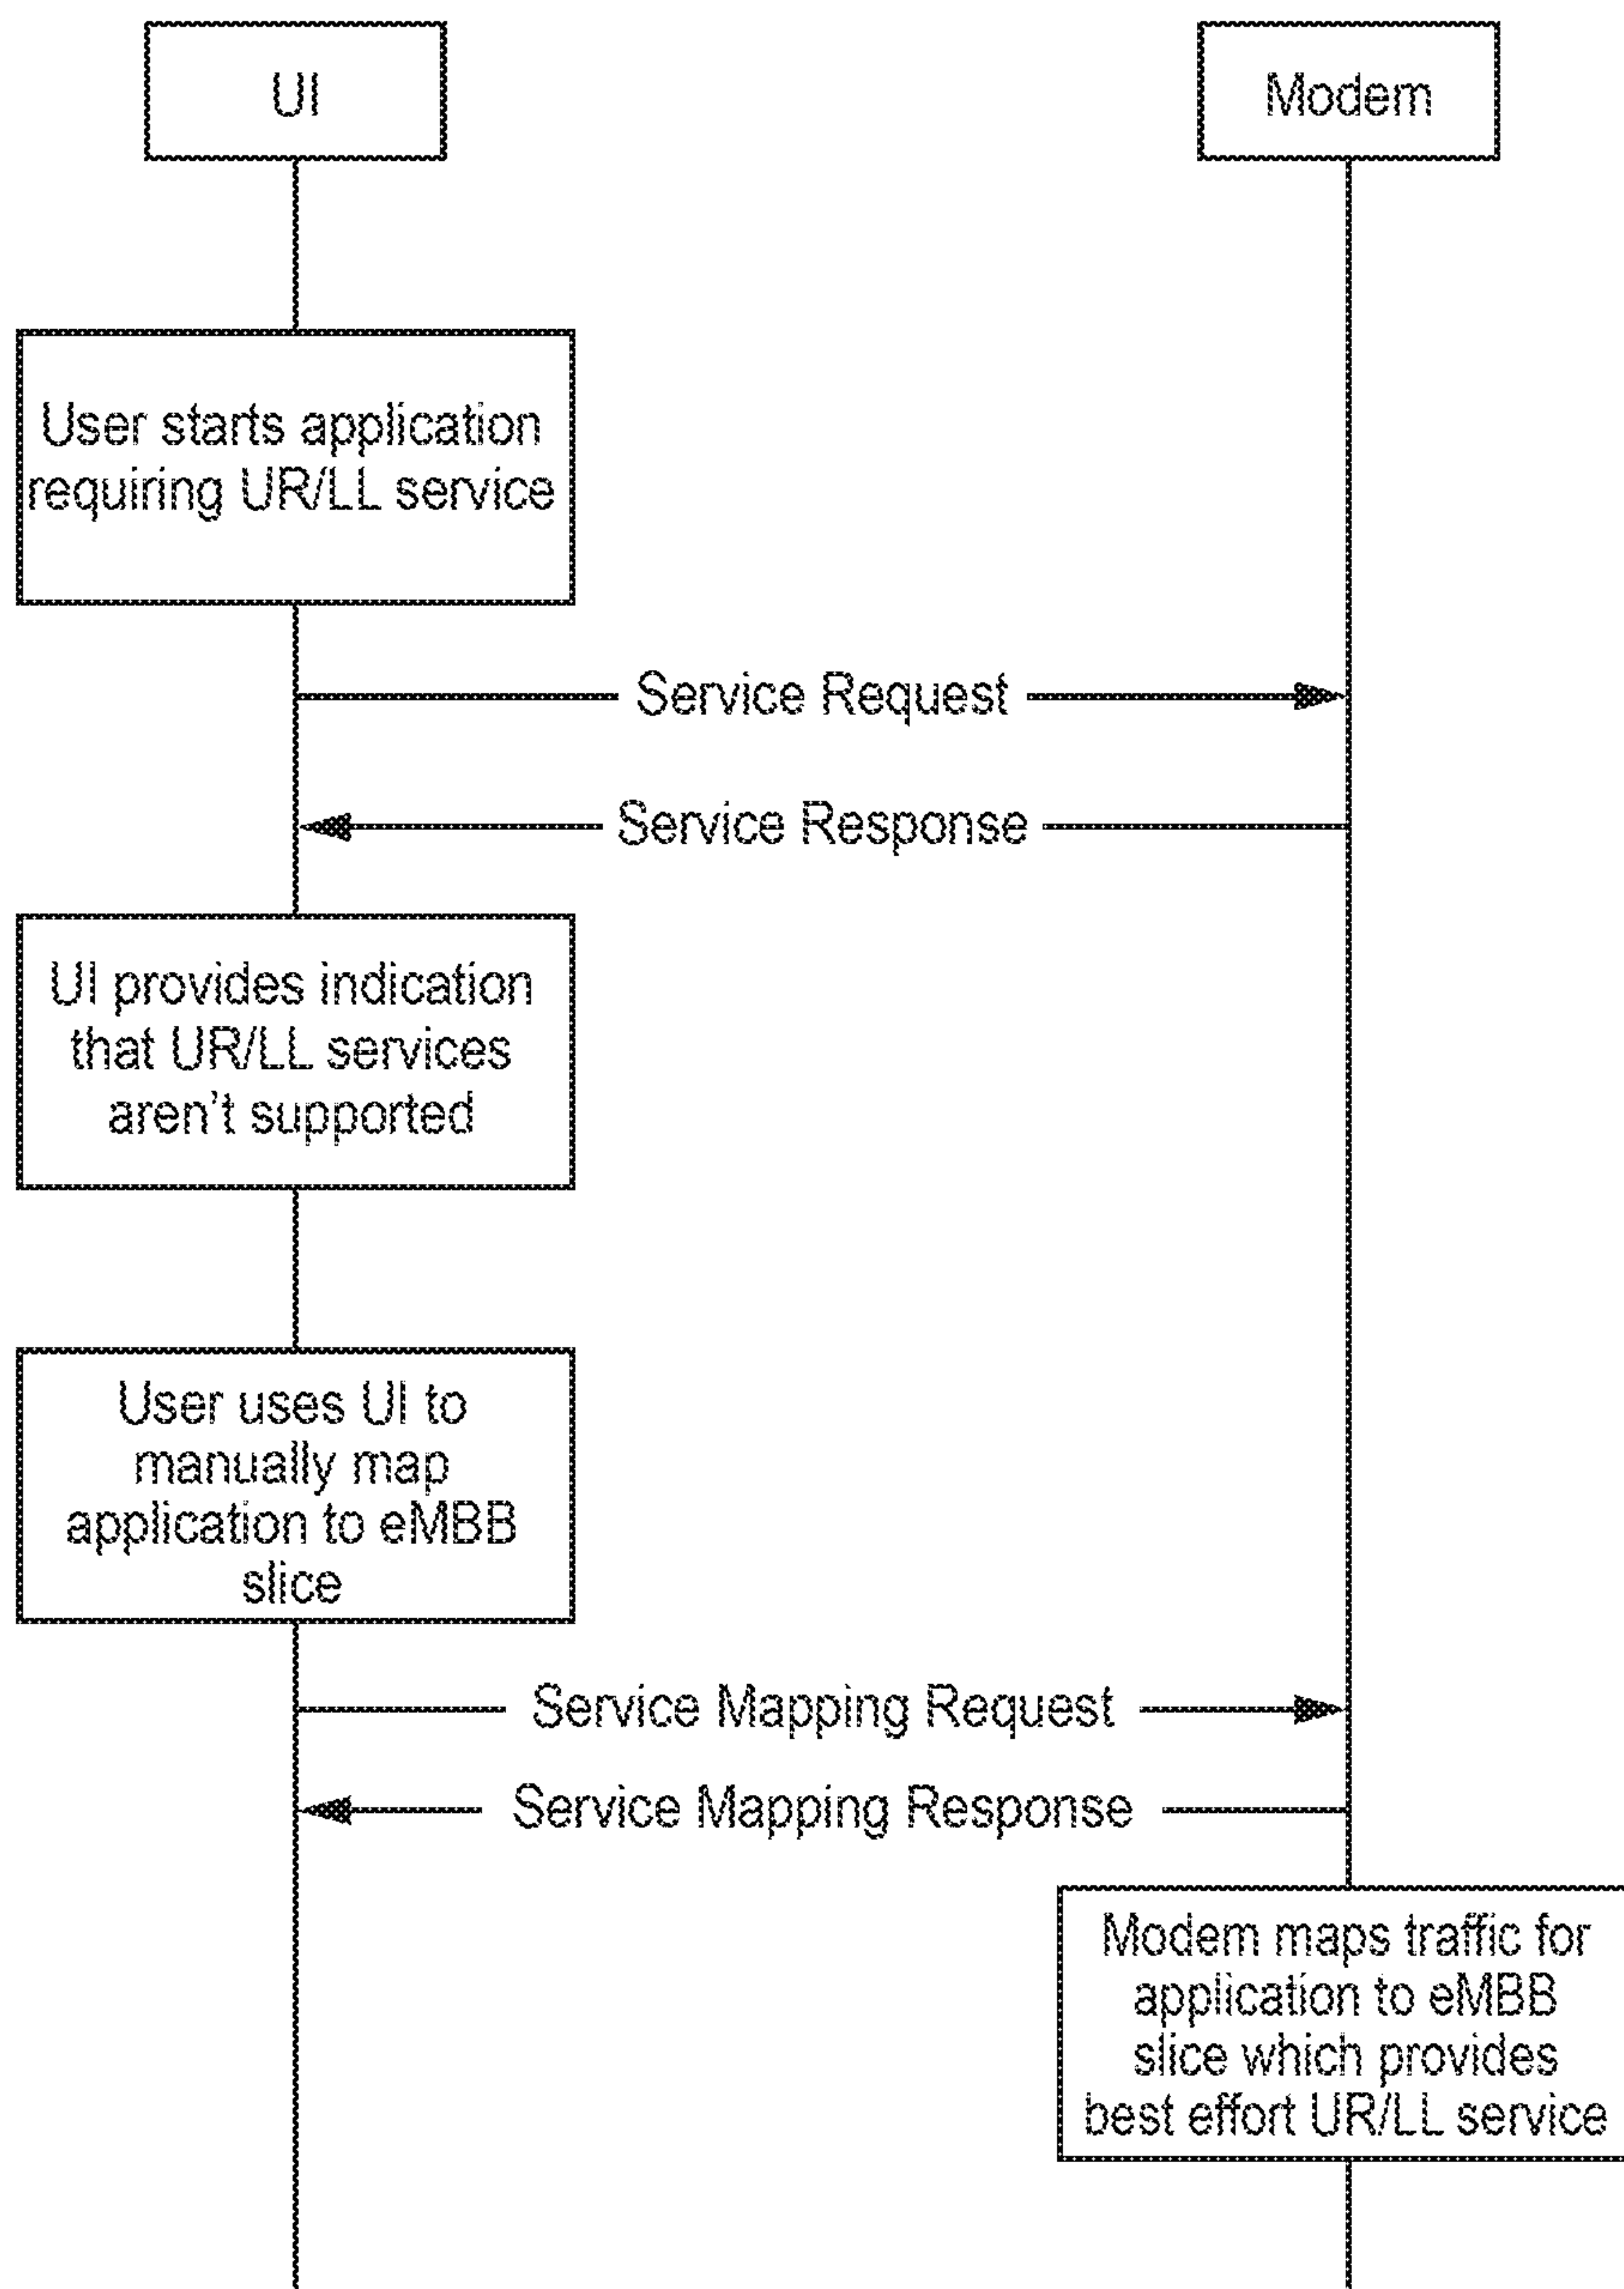 UI
Modem
User starts application
requiring UR/LL service
Service Request
Service Response
UI provides indication
that UR/LL services
aren't supported
User uses UI to
manually map
application to eMBB
slice
Service Mapping Request
Service Mapping Response
Modem maps traffic for
application to eMBB
slice which provides
best effort UR/LL service